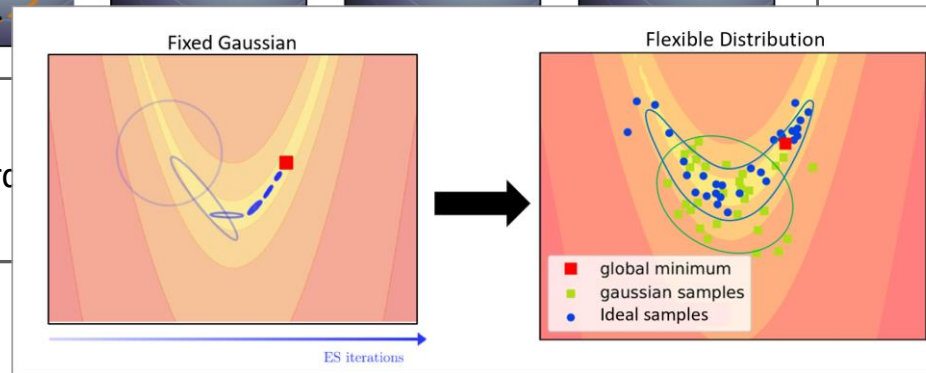 Fixed Gaussian
Flexible Distribution
global minimum
gaussian samples
Ideal samples
ES iterations